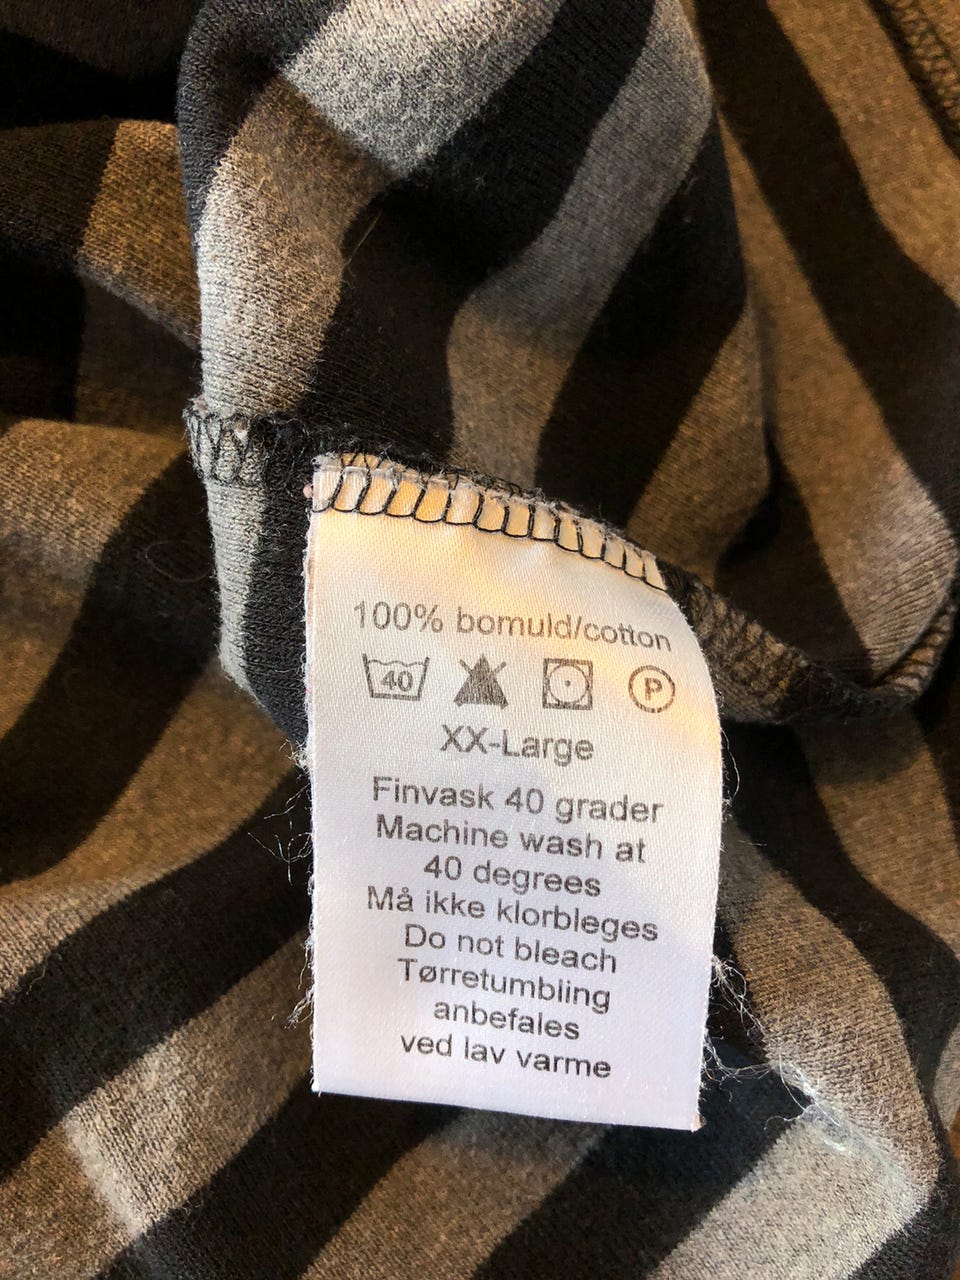 100% bomuld/cotton
40 P
XX-Large
Finvask 40 grader
Machine wash at
40 degrees
Må ikke klorbleges
Do not bleach
Tørretumbling
anbefales
ved lav varme